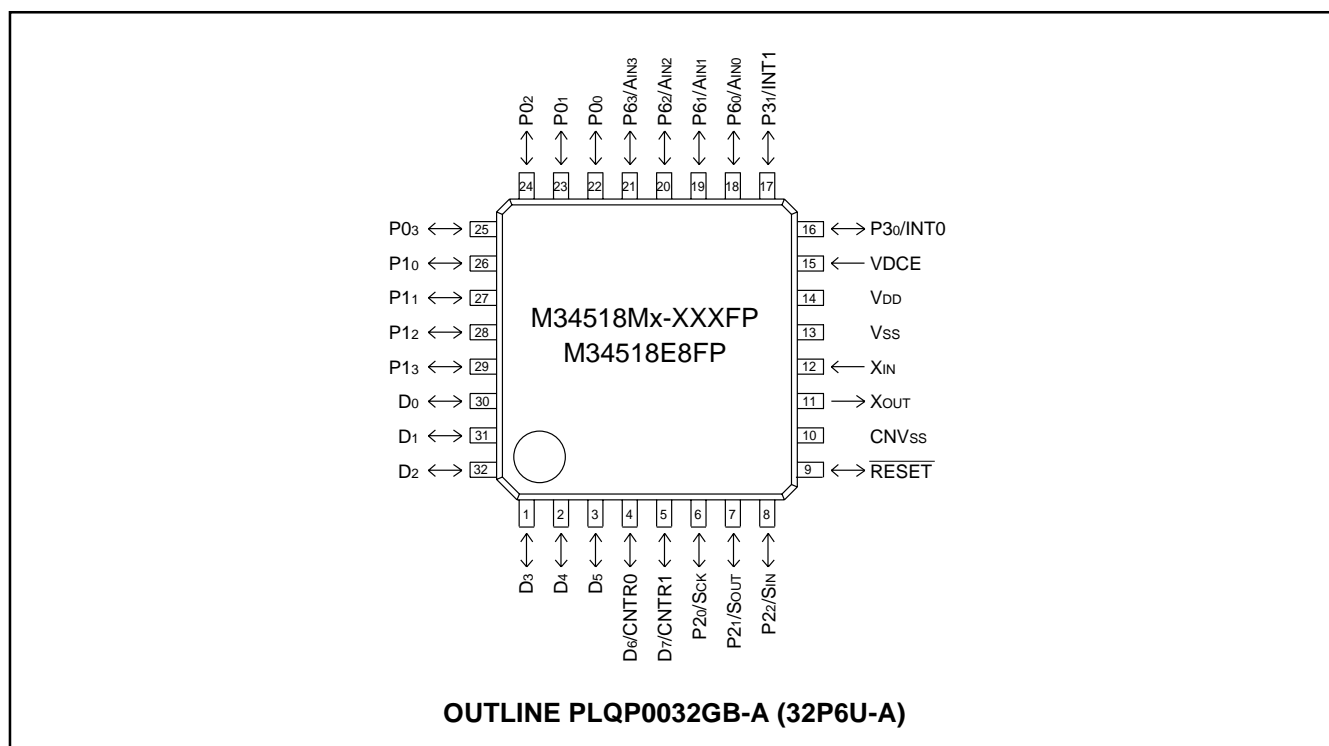 P02
P01
P00
P63/AIN3
P62/AIN2
P61/AIN1
P60/AIN0
P31/INT1
24 23 22 21 20 19 18 17
P03 25
P10 26
P11 27
P12 28
P13 29
D0 30
D1 31
D2 32
M34518Mx-XXXFP
M34518E8FP
16 P30/INT0
15 VDCE
14 VDD
13 VSS
12 XIN
11 XOUT
10 CNVSS
9 RESET
1 2 3 4 5 6 7 8
D3
D4
D5
D6/CNTR0
D7/CNTR1
P20/SCK
P21/SOUT
P22/SIN
OUTLINE PLQP0032GB-A (32P6U-A)